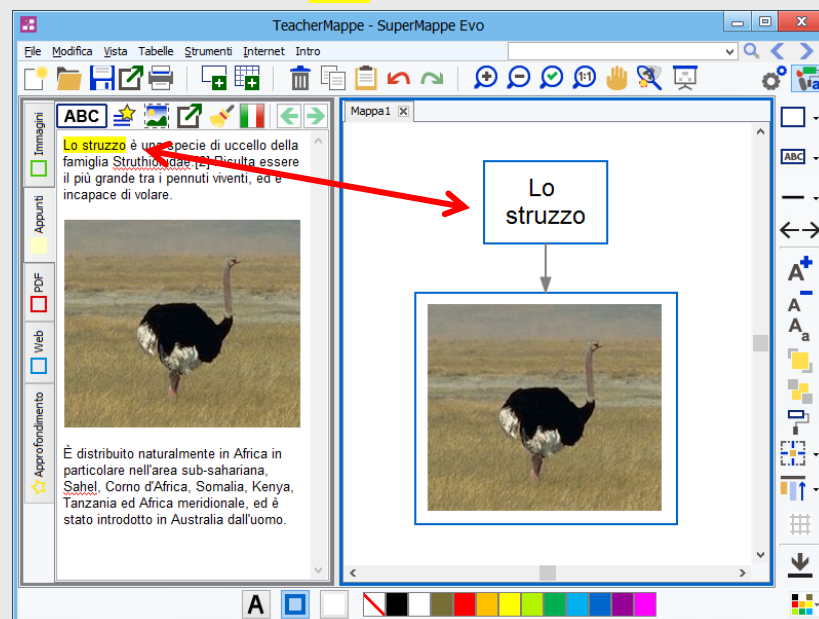 TeacherMappe - SuperMappe Evo
File Modifica Vista Tabelle Strumenti Internet Intro
1:1
Immagini
Appunti
PDF
Web
Approfondimento
ABC
Lo struzzo è una specie di uccello della
famiglia Struthionidae.[2] Risulta essere
il più grande tra i pennuti viventi, ed è
incapace di volare.
È distribuito naturalmente in Africa in
particolare nell'area sub-sahariana,
Sahel, Corno d'Africa, Somalia, Kenya,
Tanzania ed Africa meridionale, ed è
stato introdotto in Australia dall'uomo.
Mappa1
Lo
struzzo
ABC
A
A
Aa
A